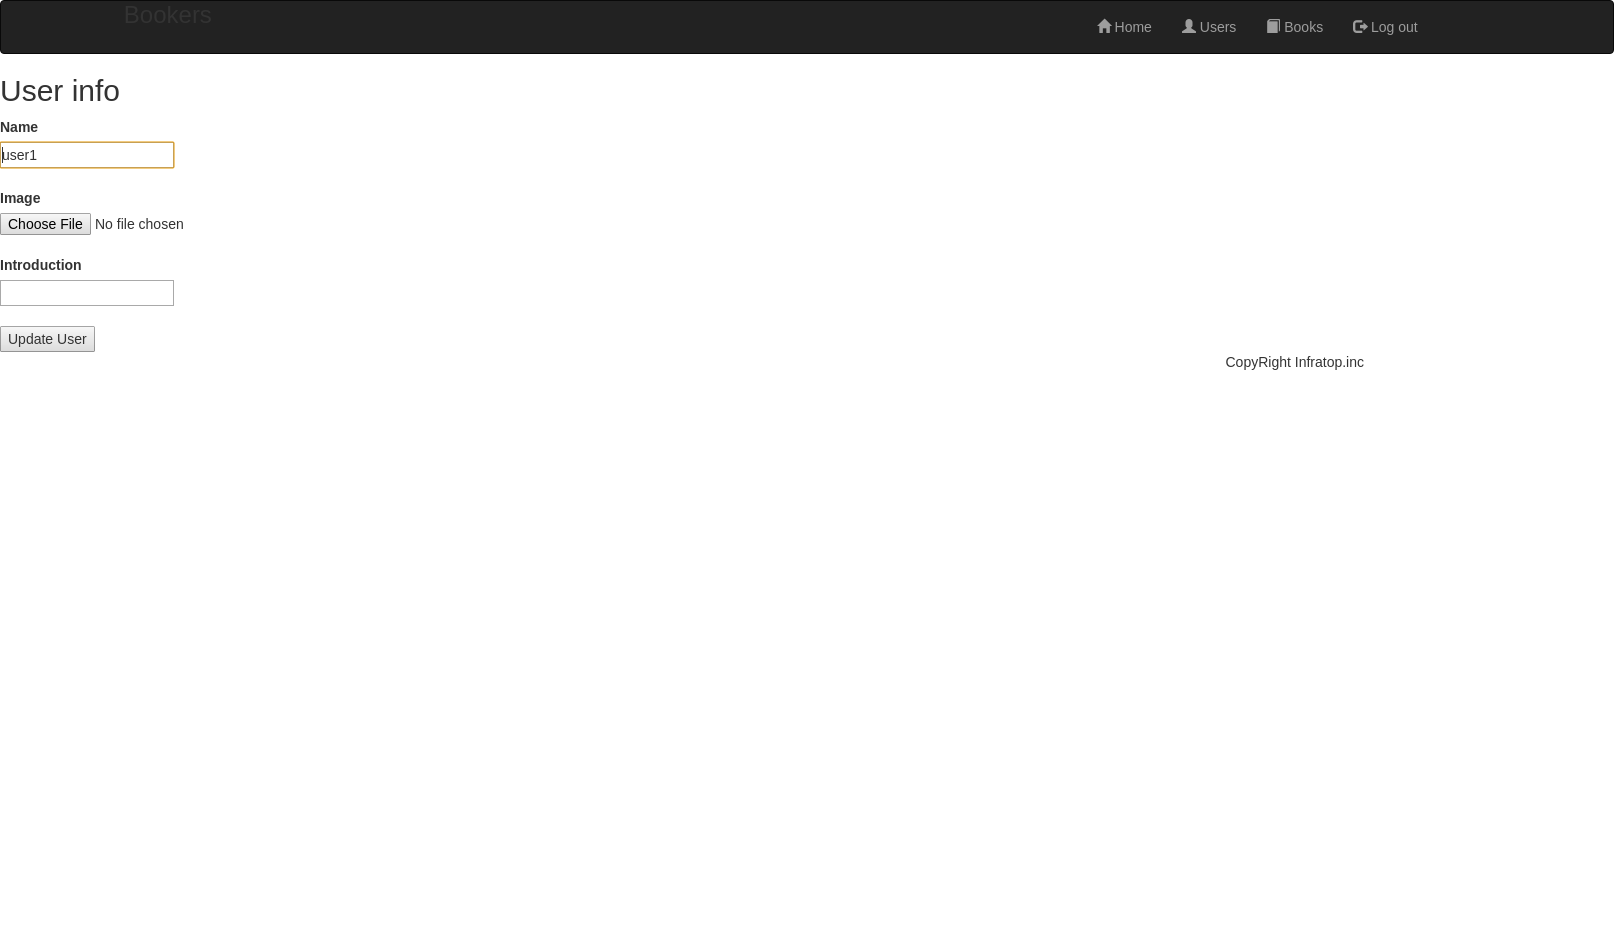 Bookers
Home Users Books Log out
User info
Name
user1
Image
Choose File No file chosen
Introduction
Update User
CopyRight Infratop.inc